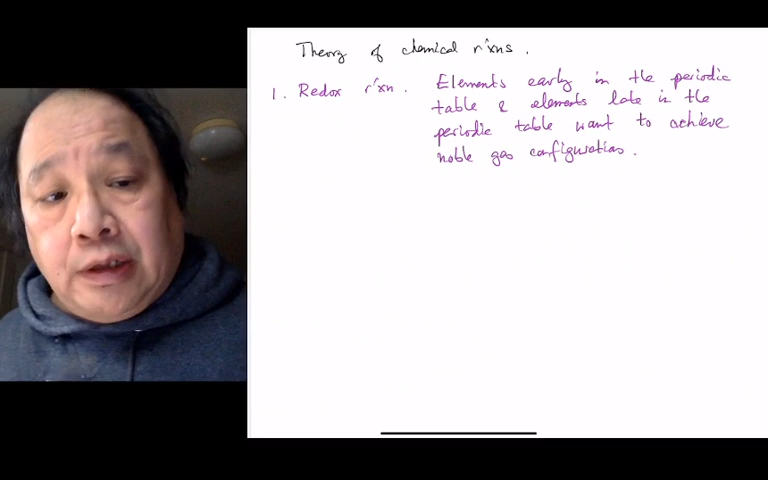 Theory of chemical r'xns.
1. Redox r'xn. Elements early in the periodic
table & elements late in the
periodic table want to achieve
noble gas configuration.